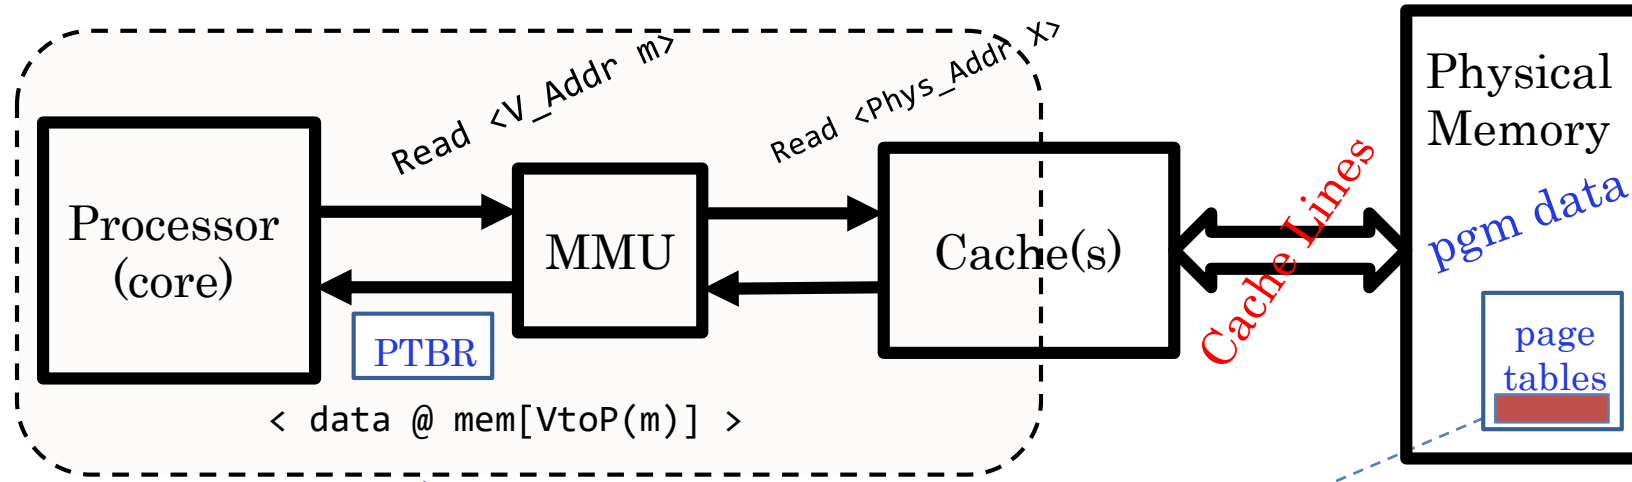 Read <V_Addr m>
Read <Phys_Addr X>
Physical
Memory
Processor
(core)
MMU
Cache(s)
Cache Lines
pgm data
PTBR
page
tables
< data @ mem[VtoP(m)] >